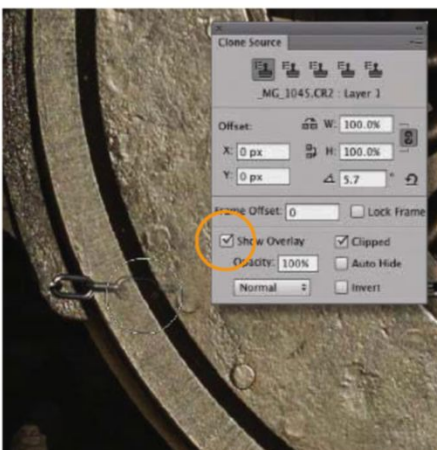 Clone Source
_MG_1045.CR2 : Layer 1
Offset: W: 100.0%
X: 0 px H: 100.0%
Y: 0 px 5.7 °
Frame Offset: 0 Lock Frame
Show Overlay Clipped
Opacity: 100% Auto Hide
Normal Invert